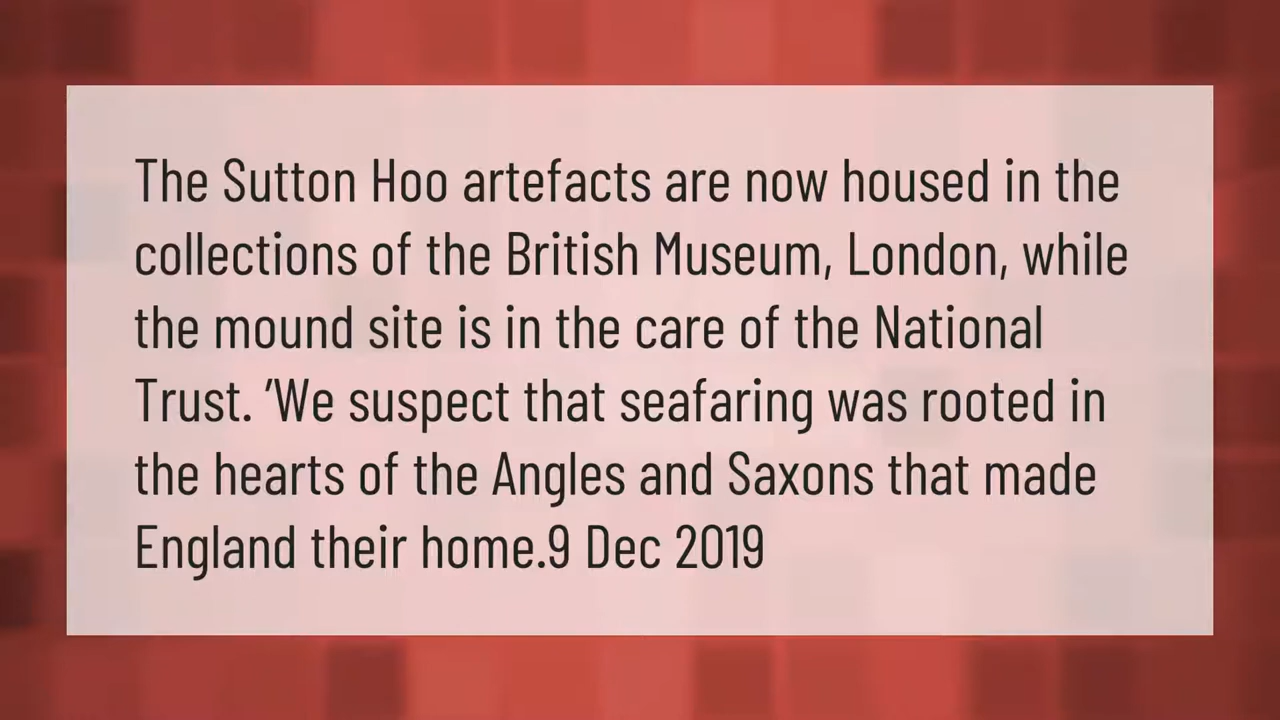 The Sutton Hoo artefacts are now housed in the
collections of the British Museum, London, while
the mound site is in the care of the National
Trust. ’We suspect that seafaring was rooted in
the hearts of the Angles and Saxons that made
England their home.9 Dec 2019